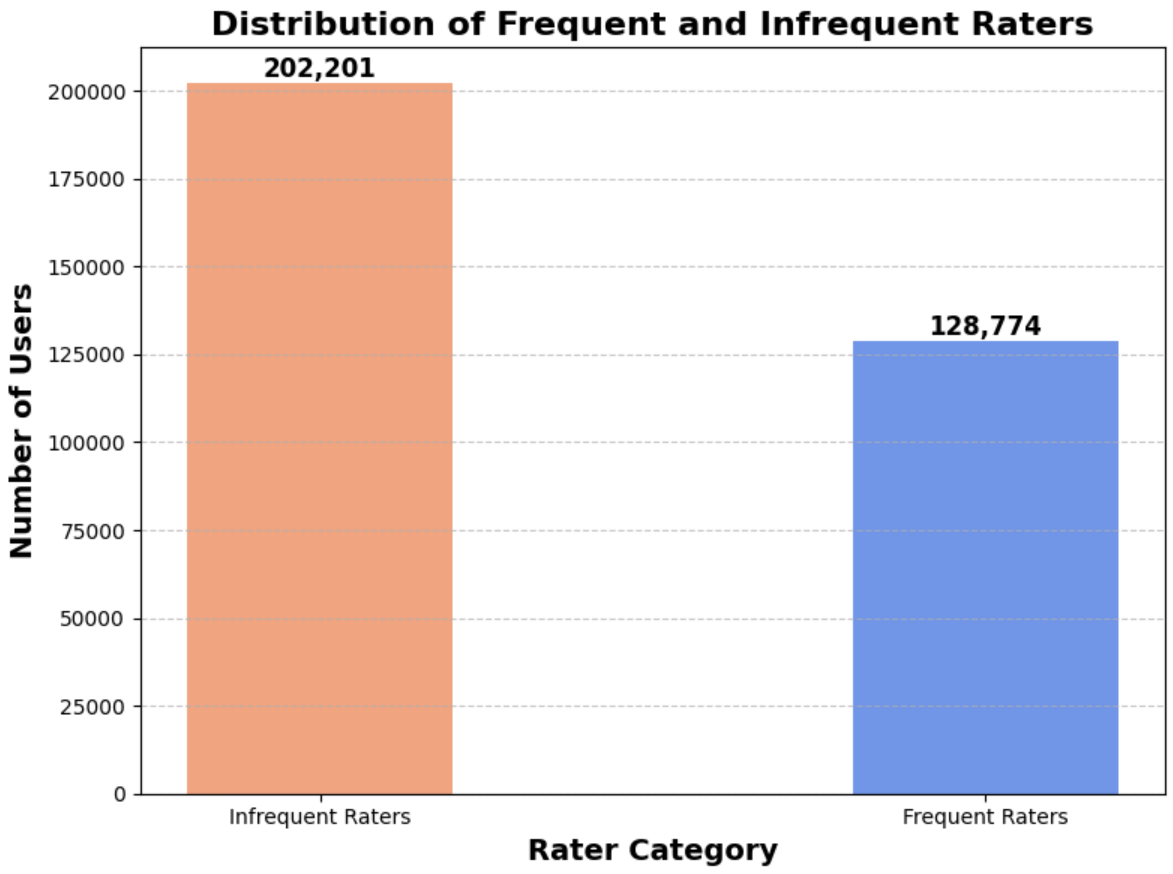 Distribution of Frequent and Infrequent Raters
202,201
128,774
200000
175000
150000
125000
100000
75000
50000
25000
0
Number of Users
Infrequent Raters
Frequent Raters
Rater Category